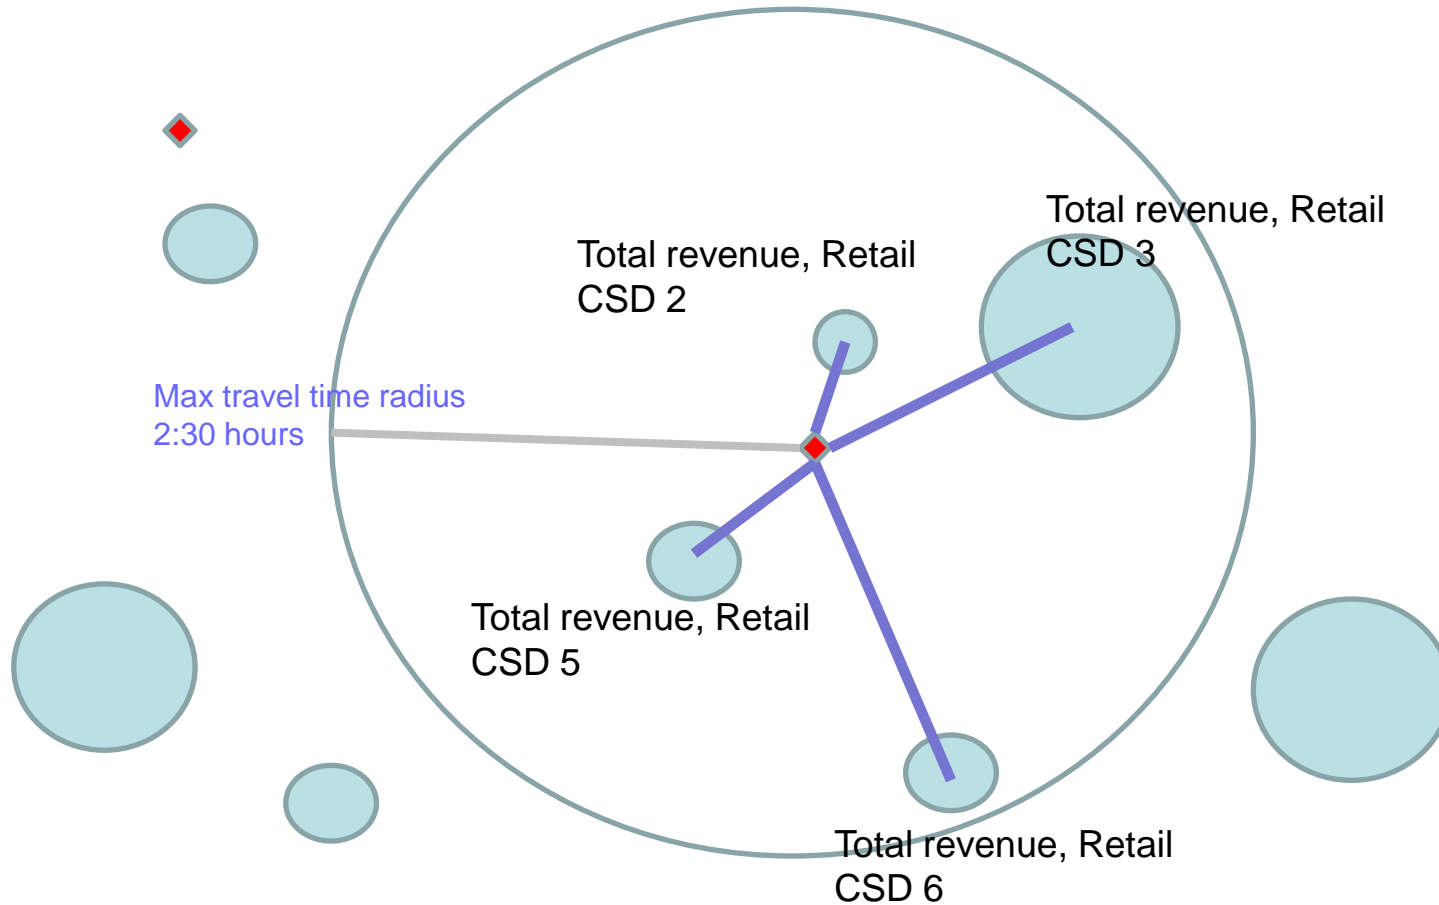 Total revenue, Retail
CSD 3
Total revenue, Retail
CSD 2
Max travel time radius
2:30 hours
Total revenue, Retail
CSD 5
Total revenue, Retail
CSD 6